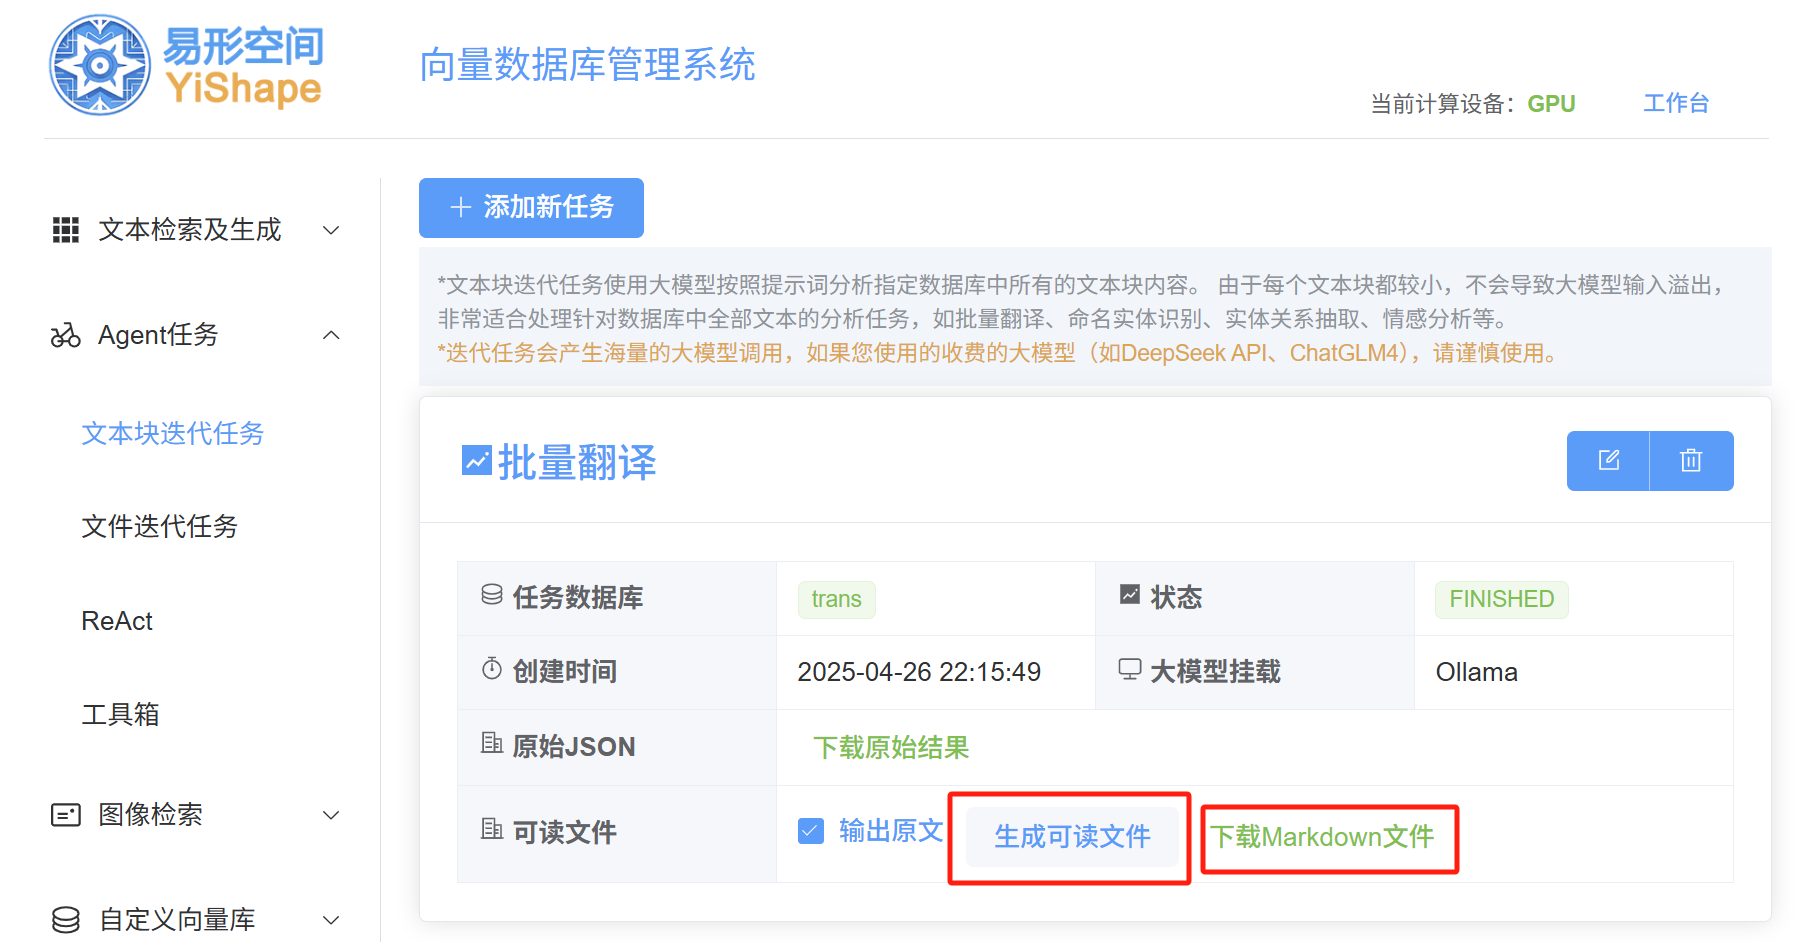 易形空间
YiShape
向量数据库管理系统
当前计算设备：GPU
工作台
文本检索及生成
Agent任务
文本块迭代任务
文件迭代任务
ReAct
工具箱
图像检索
自定义向量库
添加新任务
*文本块迭代任务使用大模型按照提示词分析指定数据库中所有的文本块内容。 由于每个文本块都较小，不会导致大模型输入溢出，
非常适合处理针对数据库中全部文本的分析任务，如批量翻译、命名实体识别、实体关系抽取、情感分析等。
*迭代任务会产生海量的大模型调用，如果您使用的收费的大模型（如DeepSeek API、ChatGLM4），请谨慎使用。
批量翻译
任务数据库 trans 状态 FINISHED
创建时间 2025-04-26 22:15:49 大模型挂载 Ollama
原始JSON 下载原始结果
可读文件 输出原文 生成可读文件 下载Markdown文件